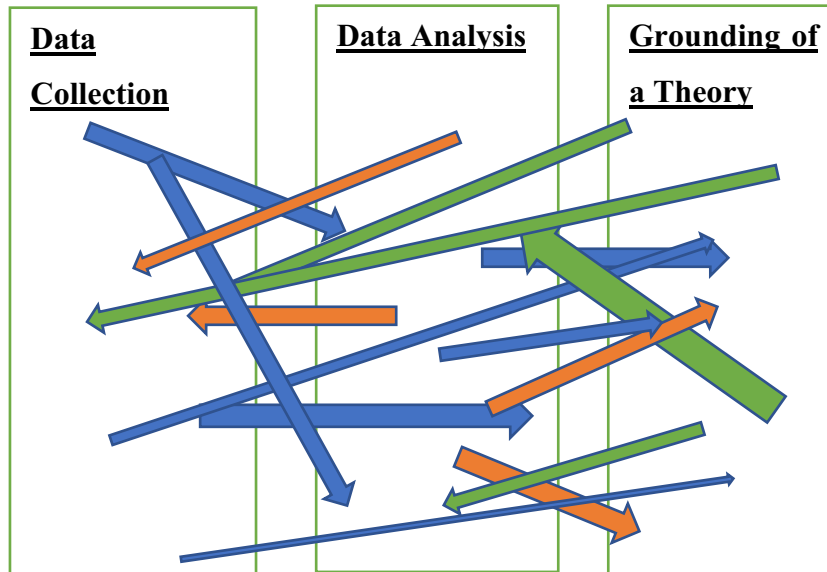 Data
Collection
Data Analysis
Grounding of
a Theory